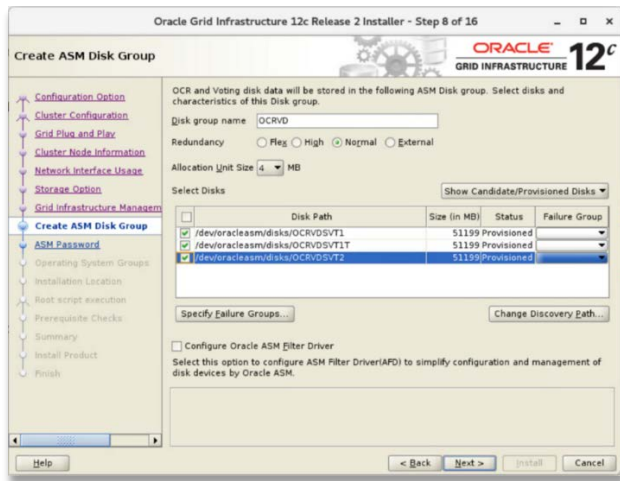 Oracle Grid Infrastructure 12c Release 2 Installer - Step 8 of 16
Create ASM Disk Group
ORACLE
GRID INFRASTRUCTURE
12c
Configuration Option
Cluster Configuration
Grid Plug and Play
Cluster Node Information
Network Interface Usage
Storage Option
Grid Infrastructure Managem
Create ASM Disk Group
ASM Password
Operating System Groups
Installation Location
Root script execution
Prerequisite Checks
Summary
Install Product
Finish
OCR and Voting disk data will be stored in the following ASM Disk group. Select disks and
characteristics of this Disk group.
Disk group name OCRVD
Redundancy Flex High Normal External
Allocation Unit Size 4 MB
Select Disks Show Candidate/Provisioned Disks
Disk Path Size (in MB) Status Failure Group
/dev/oracleasm/disks/OCRVDSVT1 51199 Provisioned
/dev/oracleasm/disks/OCRVDSVT1T 51199 Provisioned
/dev/oracleasm/disks/OCRVDSVT2 51199 Provisioned
Specify Failure Groups... Change Discovery Path...
Configure Oracle ASM Filter Driver
Select this option to configure ASM Filter Driver(AFD) to simplify configuration and management of
disk devices by Oracle ASM.
Help < Back Next > Install Cancel